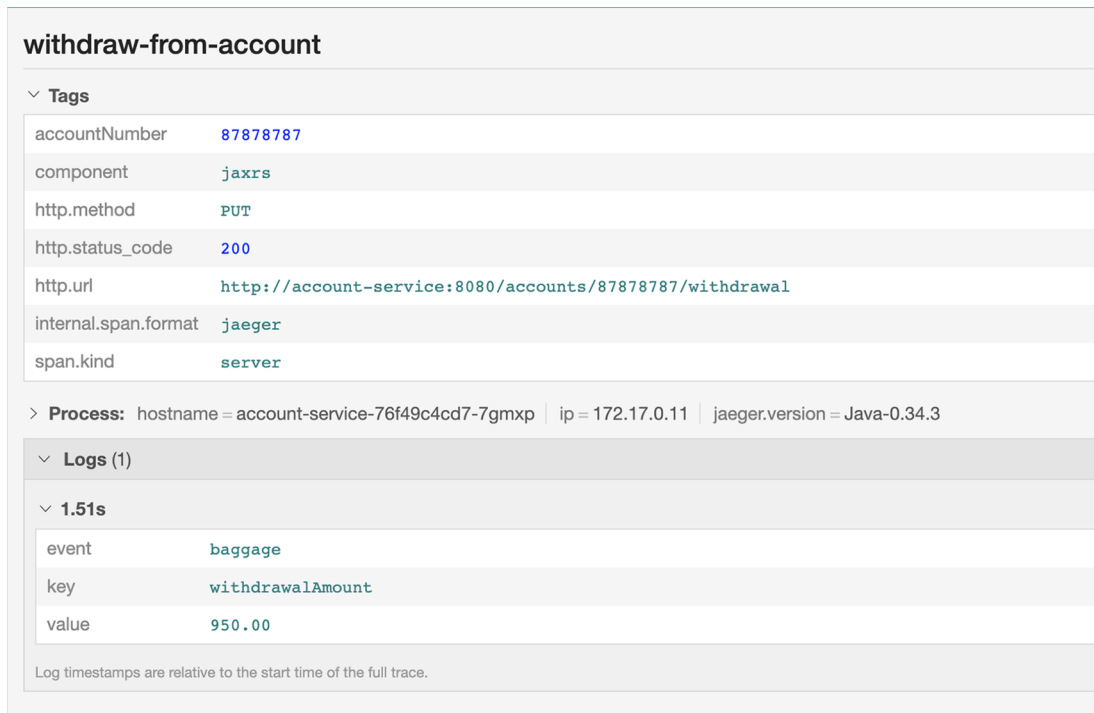 withdraw-from-account
Tags
accountNumber 87878787
component jaxrs
http.method PUT
http.status_code 200
http.url http://account-service:8080/accounts/87878787/withdrawal
internal.span.format jaeger
span.kind server
Process: hostname = account-service-76f49c4cd7-7gmxp ip = 172.17.0.11 jaeger.version = Java-0.34.3
Logs (1)
1.51s
event baggage
key withdrawalAmount
value 950.00
Log timestamps are relative to the start time of the full trace.